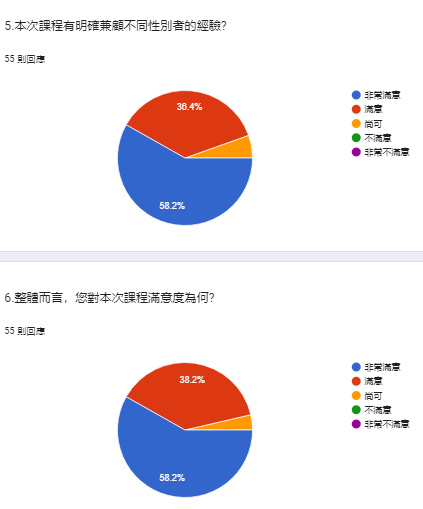 5.本次課程有明確兼顧不同性別者的經驗?
55 則回應
非常滿意
滿意
尚可
不滿意
非常不滿意
36.4%
58.2%
6.整體而言，您對本次課程滿意度為何?
55 則回應
非常滿意
滿意
尚可
不滿意
非常不滿意
38.2%
58.2%